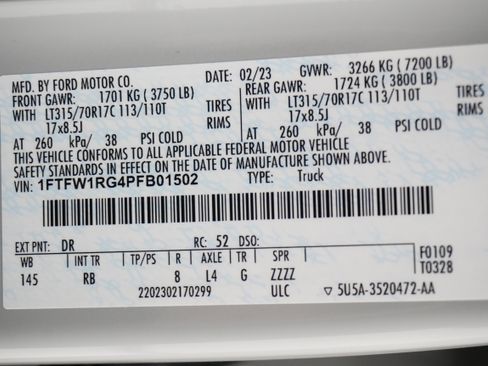 MFD. BY FORD MOTOR CO. DATE: 02/23 GVWR: 3266 KG ( 7200 LB)
FRONT GAWR: 1701 KG ( 3750 LB) REAR GAWR: 1724 KG ( 3800 LB)
WITH LT315/70R17C 113/110T TIRES WITH LT315/70R17C 113/110T TIRES
17x8.5J RIMS 17x8.5J RIMS
AT 260 kPa/ 38 PSI COLD AT 260 kPa/ 38 PSI COLD
THIS VEHICLE CONFORMS TO ALL APPLICABLE FEDERAL MOTOR VEHICLE
SAFETY STANDARDS IN EFFECT ON THE DATE OF MANUFACTURE SHOWN ABOVE.
VIN: 1FTFW1RG4PFB01502 TYPE: Truck
EXT PNT: DR RC: 52 DSO: F0109
WB INT TR TP/PS R AXLE TR SPR T0328
145 RB 8 L4 G ZZZZ
2202302170299 ULC ▽ 5U5A-3520472-AA